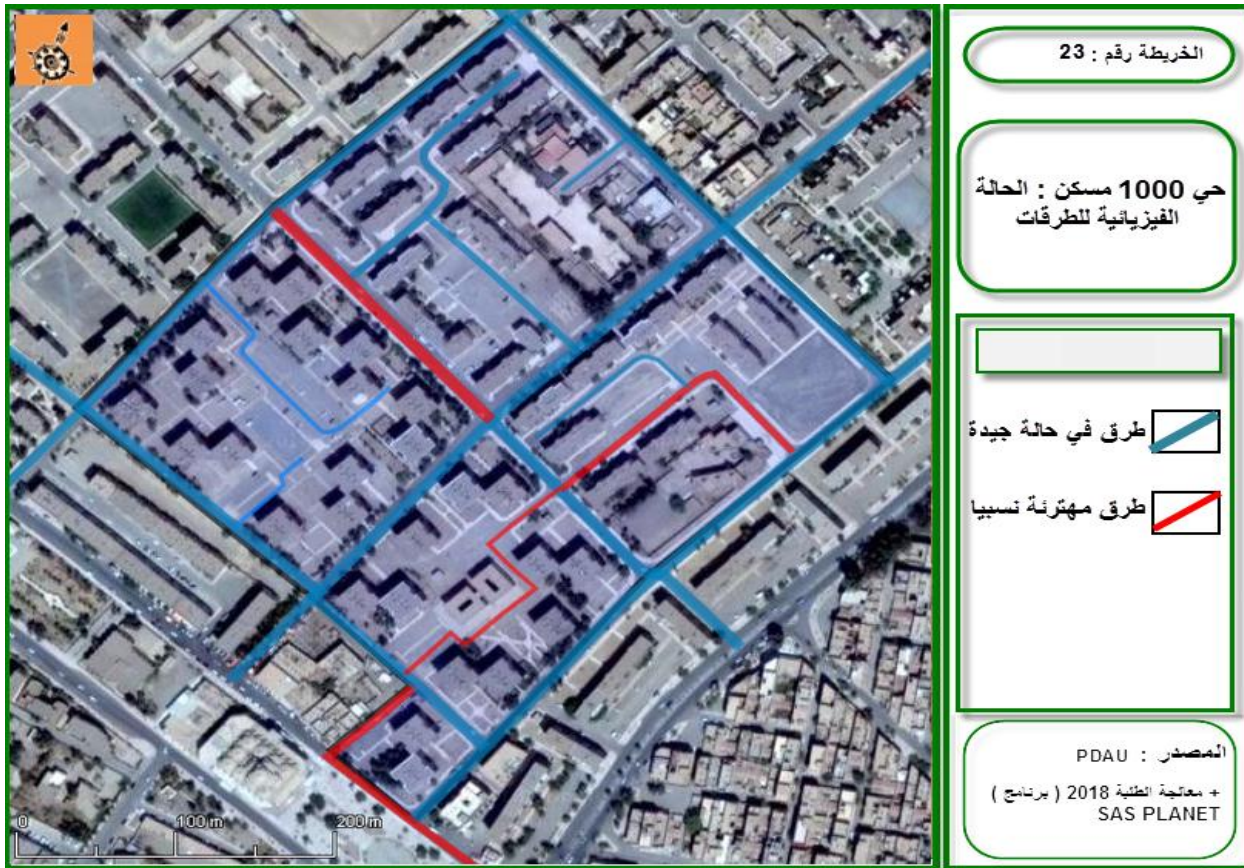 الخريطة رقم : 23
حي 1000 مسكن : الحالة
الفيزيائية للطرقات
طرق في حالة جيدة
طرق مهترئة نسبيا
المصدر : PDAU
+ معالجة الطلبة 2018 ( برنامج )
SAS PLANET
0 100 m 200 m